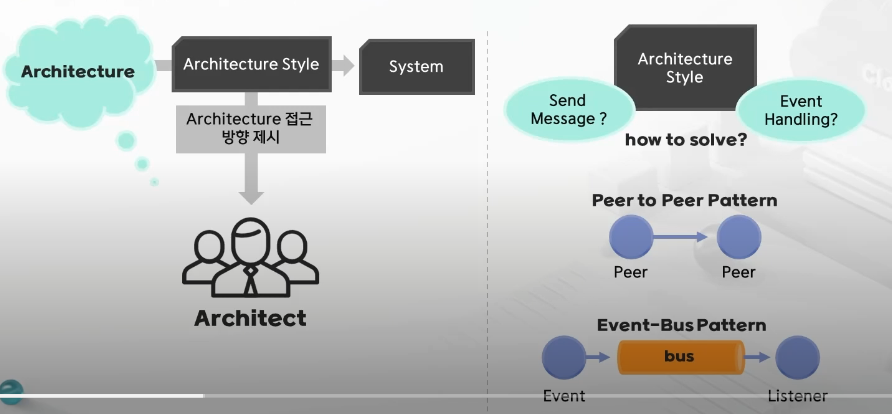 Architecture
Architecture Style
System
Architecture 접근
방향 제시
Architect
Architecture
Style
Send
Message ?
Event
Handling?
how to solve?
Peer to Peer Pattern
Peer
Peer
Event-Bus Pattern
bus
Event
Listener